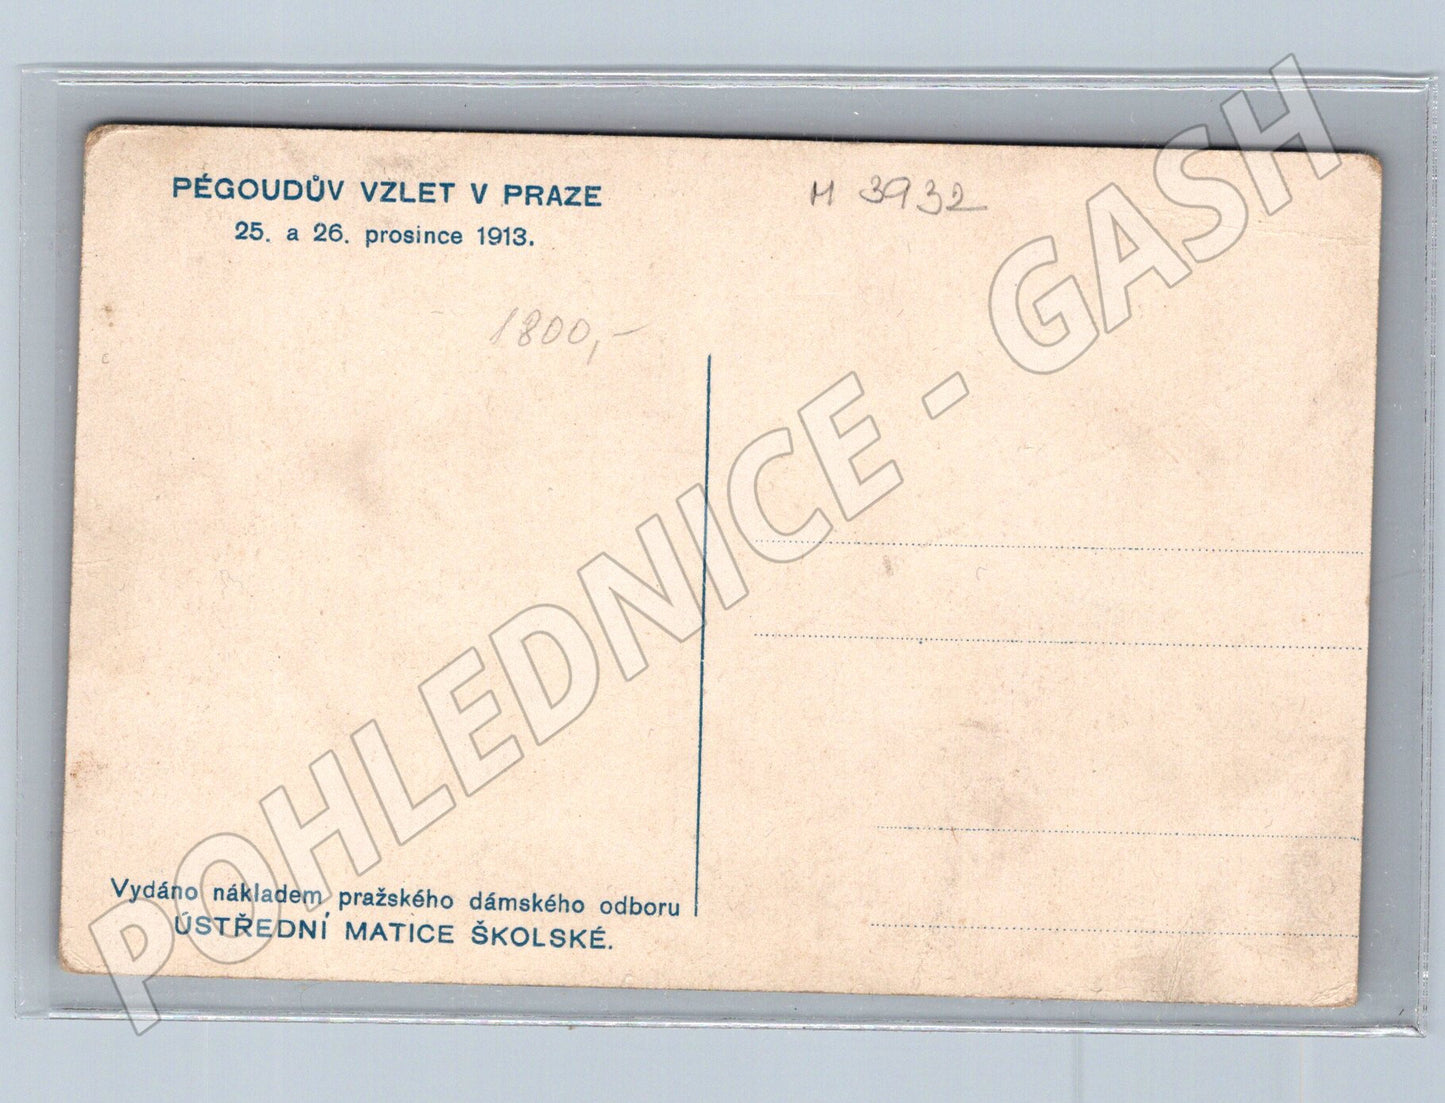 PÉGOUDŮV VZLET V PRAZE
25. a 26. prosince 1913.
M 3932
1800,-
Vydáno nákladem pražského dámského odboru
ÚSTŘEDNÍ MATICE ŠKOLSKÉ.
POHLEDNICE - GASH